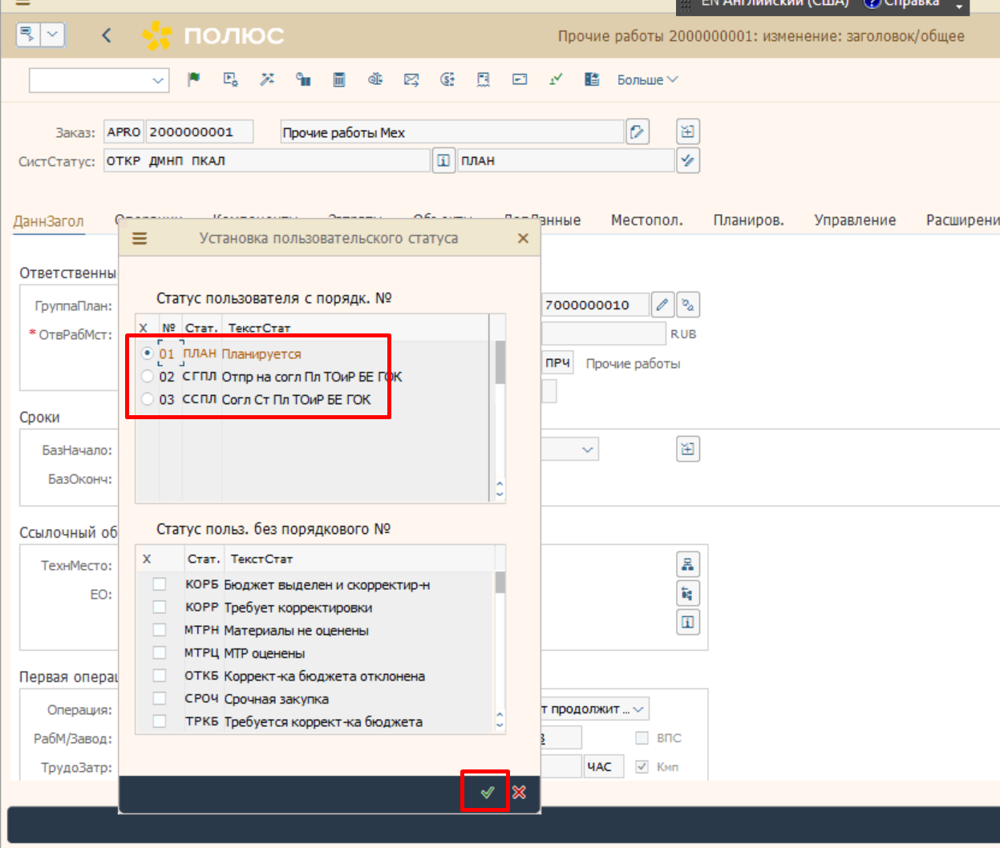 EN Английский (США) Справка
ПОЛЮС
Прочие работы 2000000001: изменение: заголовок/общее
Больше
Заказ: APRO 2000000001 Прочие работы Мех
СистСтатус: ОТКР ДМНП ПКАЛ ПЛАН
ДаннЗагол Операции Компоненты Затраты Объекты ДопДанные Местопол. Планиров. Управление Расширени
Установка пользовательского статуса
Ответственны
ГруппаПлан: 7000000010
* ОтвРабМст: RUB
ПРЧ Прочие работы
Статус пользователя с порядк. №
X № Стат. ТекстСтат
01 ПЛАН Планируется
02 СГПЛ Отпр на согл Пл ТОиР БЕ ГОК
03 ССПЛ Согл Ст Пл ТОиР БЕ ГОК
Сроки
БазНачало:
БазОконч:
Статус польз. без порядкового №
X Стат. ТекстСтат
КОРБ Бюджет выделен и скорректир-н
КОРР Требует корректировки
МТРН Материалы не оценены
МТРЦ МТР оценены
ОТКБ Коррект-ка бюджета отклонена
СРОЧ Срочная закупка
ТРКБ Требуется коррект-ка бюджета
Ссылочный об
ТехнМесто:
ЕО:
Первая операц
Операция: т продолжит ...
РабМ/Завод: ВПС
ТрудоЗатр: ЧАС Кмп